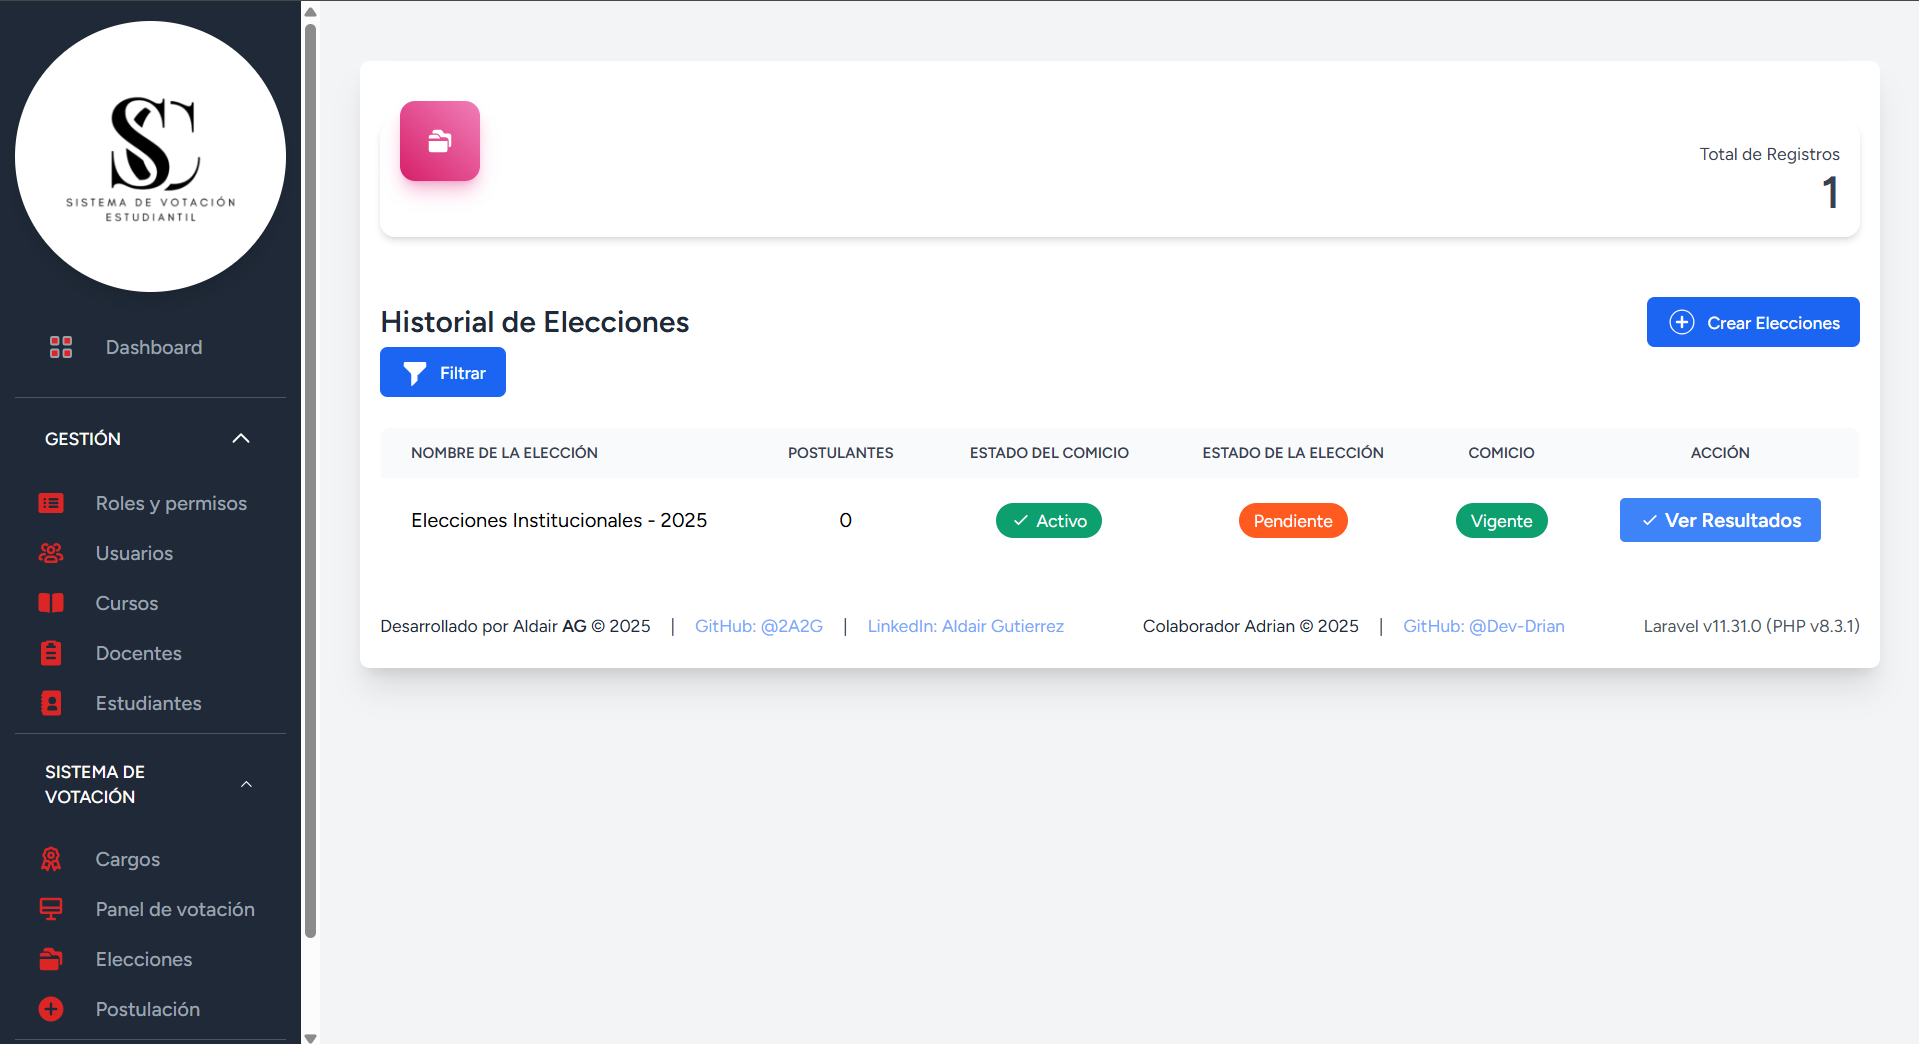 SC
SISTEMA DE VOTACIÓN
ESTUDIANTIL
Dashboard
GESTIÓN
Roles y permisos
Usuarios
Cursos
Docentes
Estudiantes
SISTEMA DE
VOTACIÓN
Cargos
Panel de votación
Elecciones
Postulación
Total de Registros
1
Historial de Elecciones
Crear Elecciones
Filtrar
NOMBRE DE LA ELECCIÓN POSTULANTES ESTADO DEL COMICIO ESTADO DE LA ELECCIÓN COMICIO ACCIÓN
Elecciones Institucionales - 2025 0 Activo Pendiente Vigente Ver Resultados
Desarrollado por Aldair AG © 2025 | GitHub: @2A2G | LinkedIn: Aldair Gutierrez Colaborador Adrian © 2025 | GitHub: @Dev-Drian Laravel v11.31.0 (PHP v8.3.1)